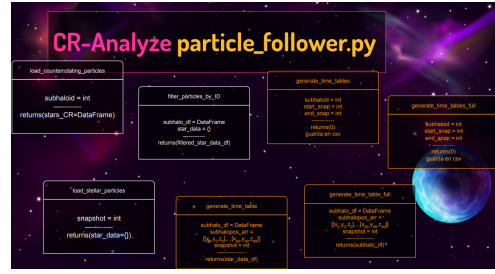 CR-Analyze particle_follower.py
load_counterrotating_particles
subhaloid = int
------------
returns(stars_CR=DataFrame)
filter_particles_by_ID
subhalo_df = DataFrame
star_data = {}
------------
returns(filtered_star_data_df)
generate_time_tables
subhaloid = int
start_snap = int
end_snap = int
------------
returns(0)
guarda en csv
generate_time_tables_full
subhaloid = int
start_snap = int
end_snap = int
------------
returns(0)
guarda en csv
load_stellar_particles
snapshot = int
------------
returns(star_data={})
generate_time_table
subhalo_df = DataFrame
subhalopos_arr =
snapshot = int
------------
returns(star_data_df)
generate_time_table_full
subhalo_df = DataFrame
subhalopos_arr =
snapshot = int
------------
returns(subhalo_df)